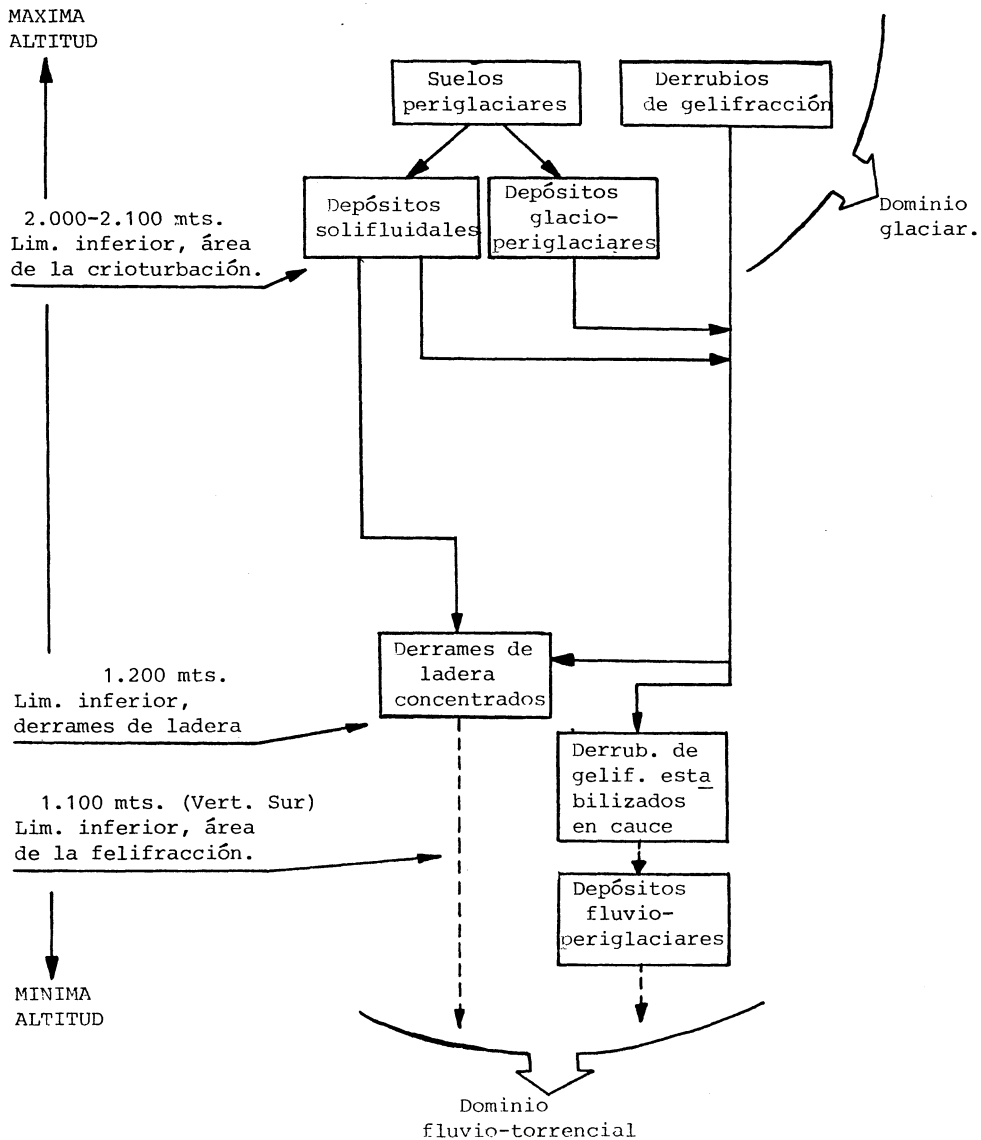 MAXIMA
ALTITUD
Suelos
periglaciares
Derrubios
de gelifracción
Depósitos
solifluidales
Depósitos
glacio-
periglaciares
Dominio
glaciar.
2.000-2.100 mts.
Lim. inferior, área
de la crioturbación.
Derrames de
ladera
concentrados
1.200 mts.
Lim. inferior,
derrames de ladera
Derrub. de
gelif. esta
bilizados
en cauce
1.100 mts. (Vert. Sur)
Lim. inferior, área
de la felifracción.
Depósitos
fluvio-
periglaciares
MINIMA
ALTITUD
Dominio
fluvio-torrencial